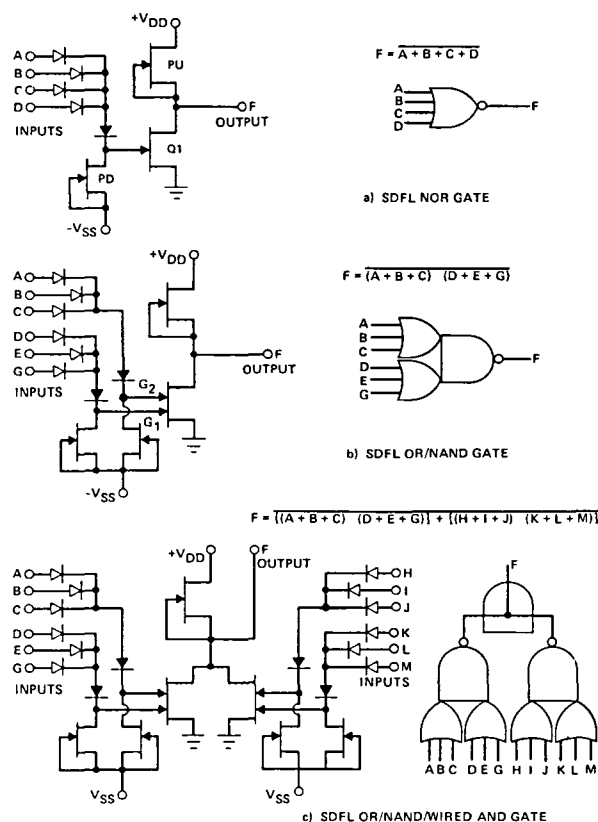 +VDD
A
B
C
D
INPUTS
PU
F
OUTPUT
Q1
PD
-VSS
F = A + B + C + D
A
B
C
D
F
a) SDFL NOR GATE
+VDD
A
B
C
D
E
G
INPUTS
G2
G1
F
OUTPUT
-VSS
F = (A + B + C) (D + E + G)
A
B
C
D
E
G
F
b) SDFL OR/NAND GATE
F = {(A + B + C) (D + E + G)} + {(H + I + J) (K + L + M)}
+VDD
F
OUTPUT
A
B
C
D
E
G
INPUTS
H
I
J
K
L
M
INPUTS
VSS
VSS
F
A B C D E G H I J K L M
c) SDFL OR/NAND/WIRED AND GATE